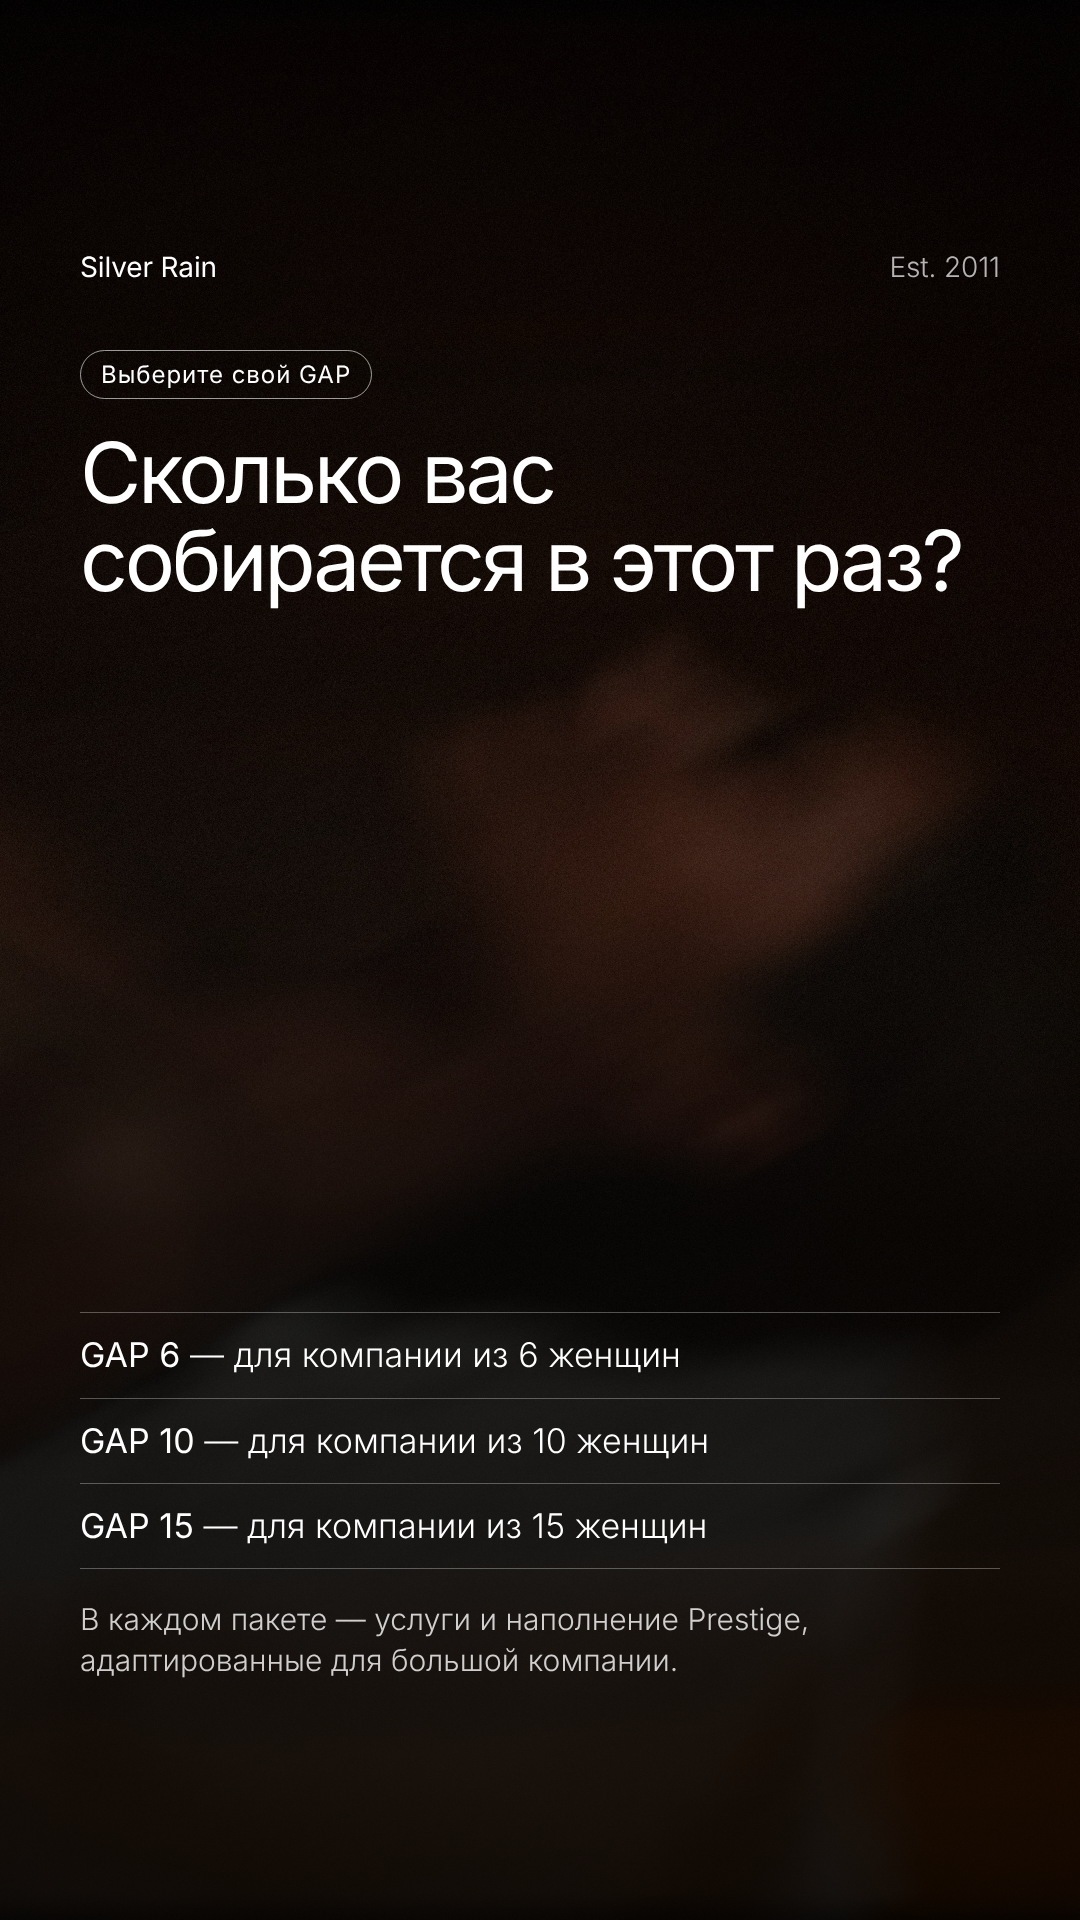 Silver Rain
Est. 2011
Выберите свой GAP
Сколько вас
собирается в этот раз?
GAP 6 — для компании из 6 женщин
GAP 10 — для компании из 10 женщин
GAP 15 — для компании из 15 женщин
В каждом пакете — услуги и наполнение Prestige,
адаптированные для большой компании.